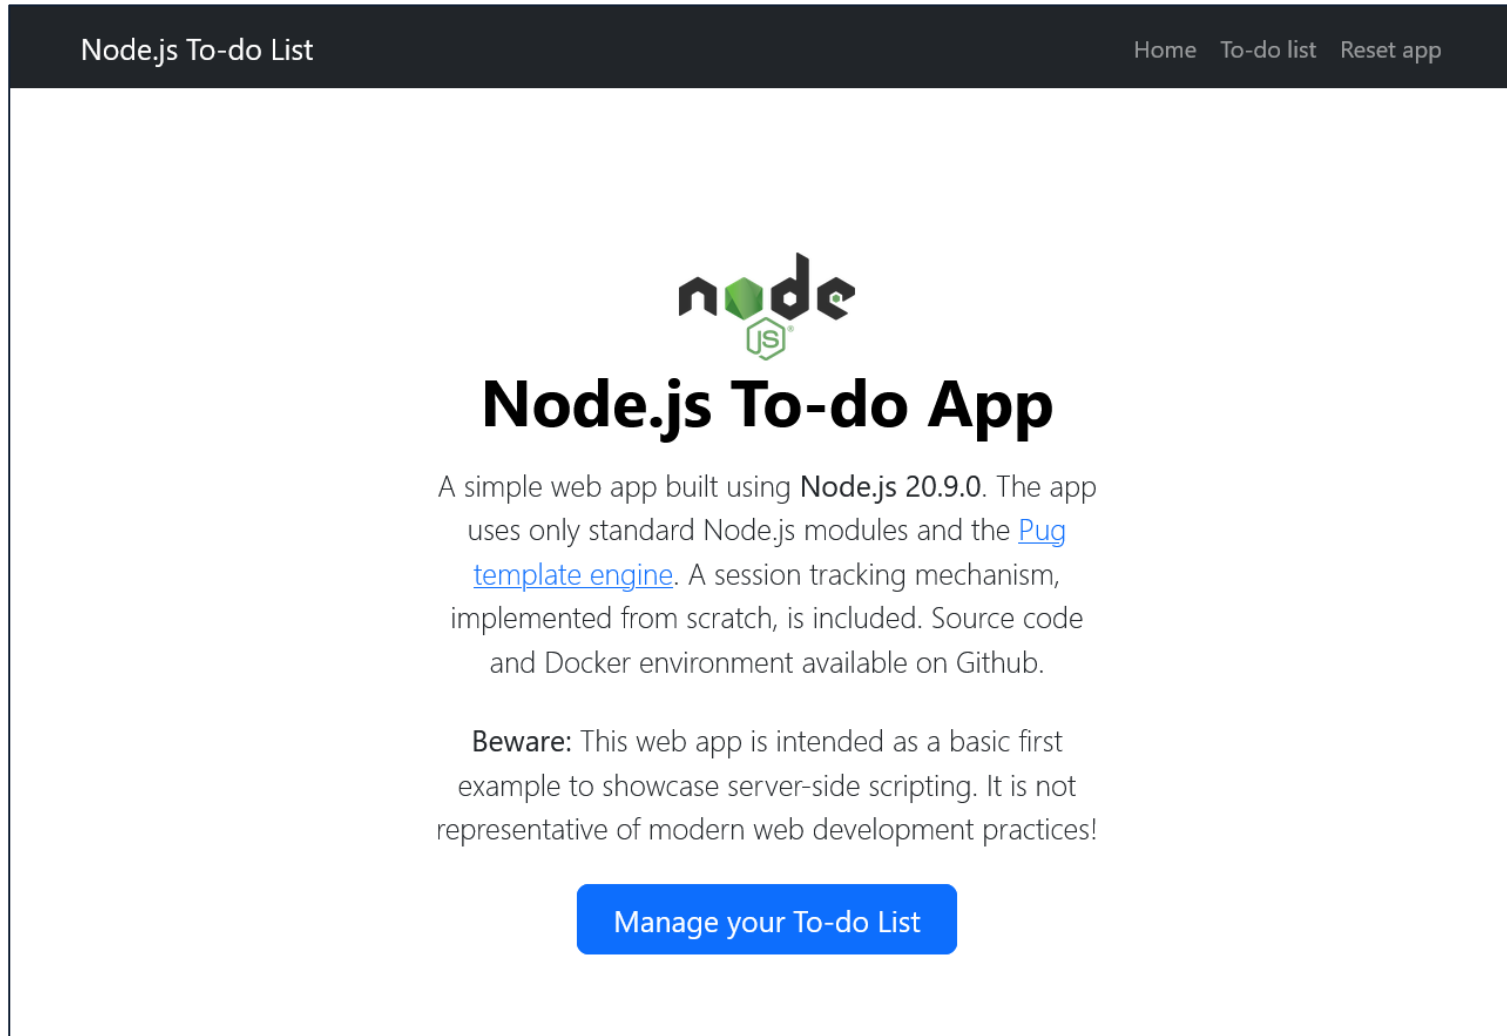 Node.js To-do List
Home To-do list Reset app
node
JS®
Node.js To-do App
A simple web app built using Node.js 20.9.0. The app
uses only standard Node.js modules and the Pug
template engine. A session tracking mechanism,
implemented from scratch, is included. Source code
and Docker environment available on Github.
Beware: This web app is intended as a basic first
example to showcase server-side scripting. It is not
representative of modern web development practices!
Manage your To-do List